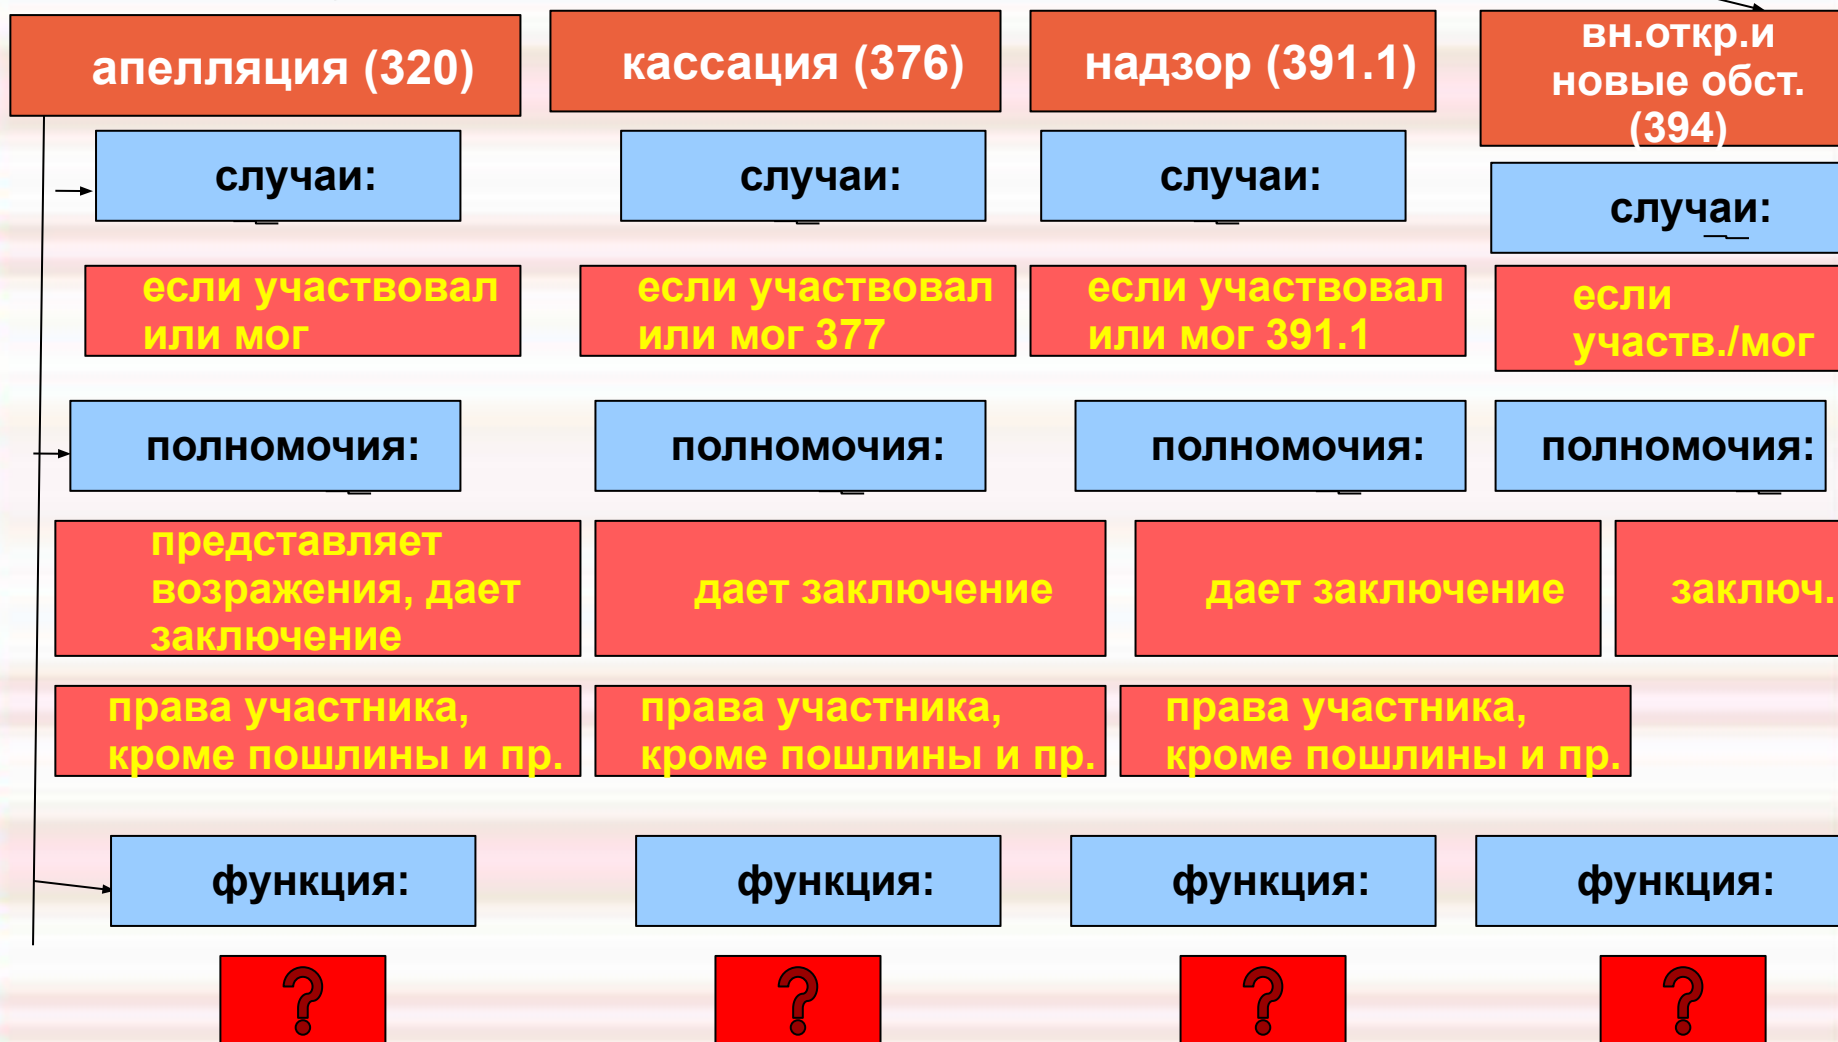 апелляция (320)
кассация (376)
надзор (391.1)
вн.откр.и
новые обст.
(394)
случаи:
случаи:
случаи:
случаи:
если участвовал
или мог
если участвовал
или мог 377
если участвовал
или мог 391.1
если
участв./мог
полномочия:
полномочия:
полномочия:
полномочия:
представляет
возражения, дает
заключение
дает заключение
дает заключение
заключ.
права участника,
кроме пошлины и пр.
права участника,
кроме пошлины и пр.
права участника,
кроме пошлины и пр.
функция:
функция:
функция:
функция:
?
?
?
?